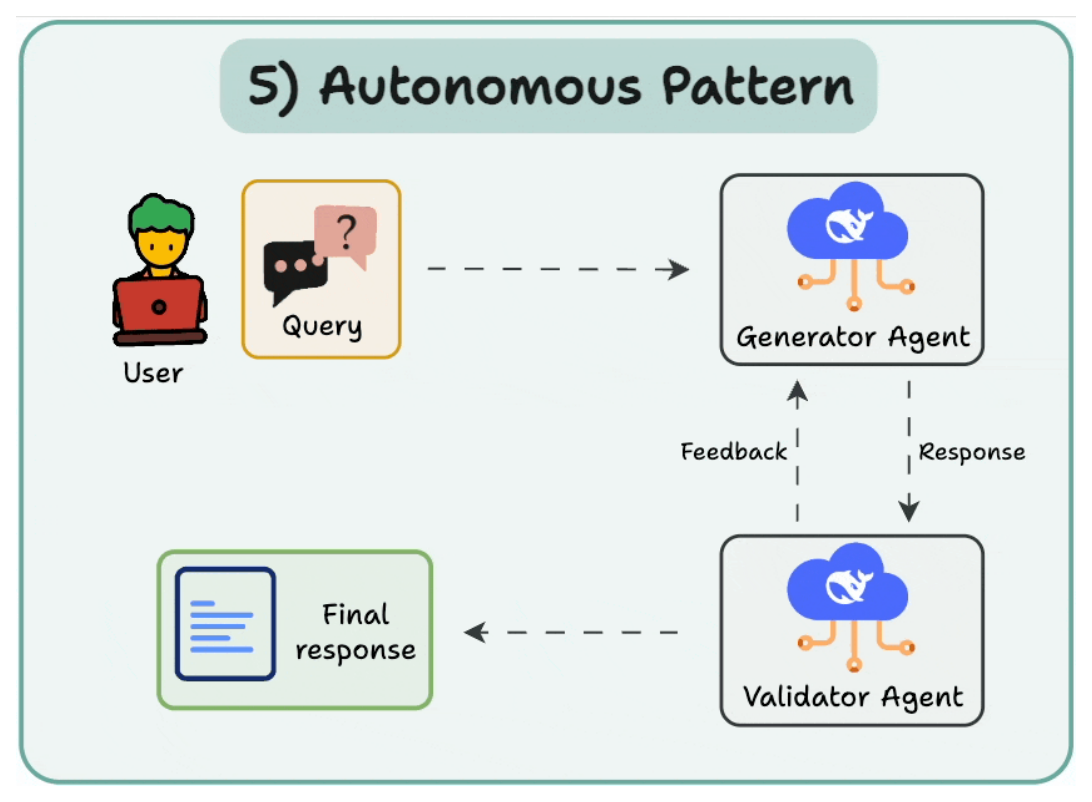 5) Autonomous Pattern
?
Query
User
Generator Agent
Feedback
Response
Final
response
Validator Agent